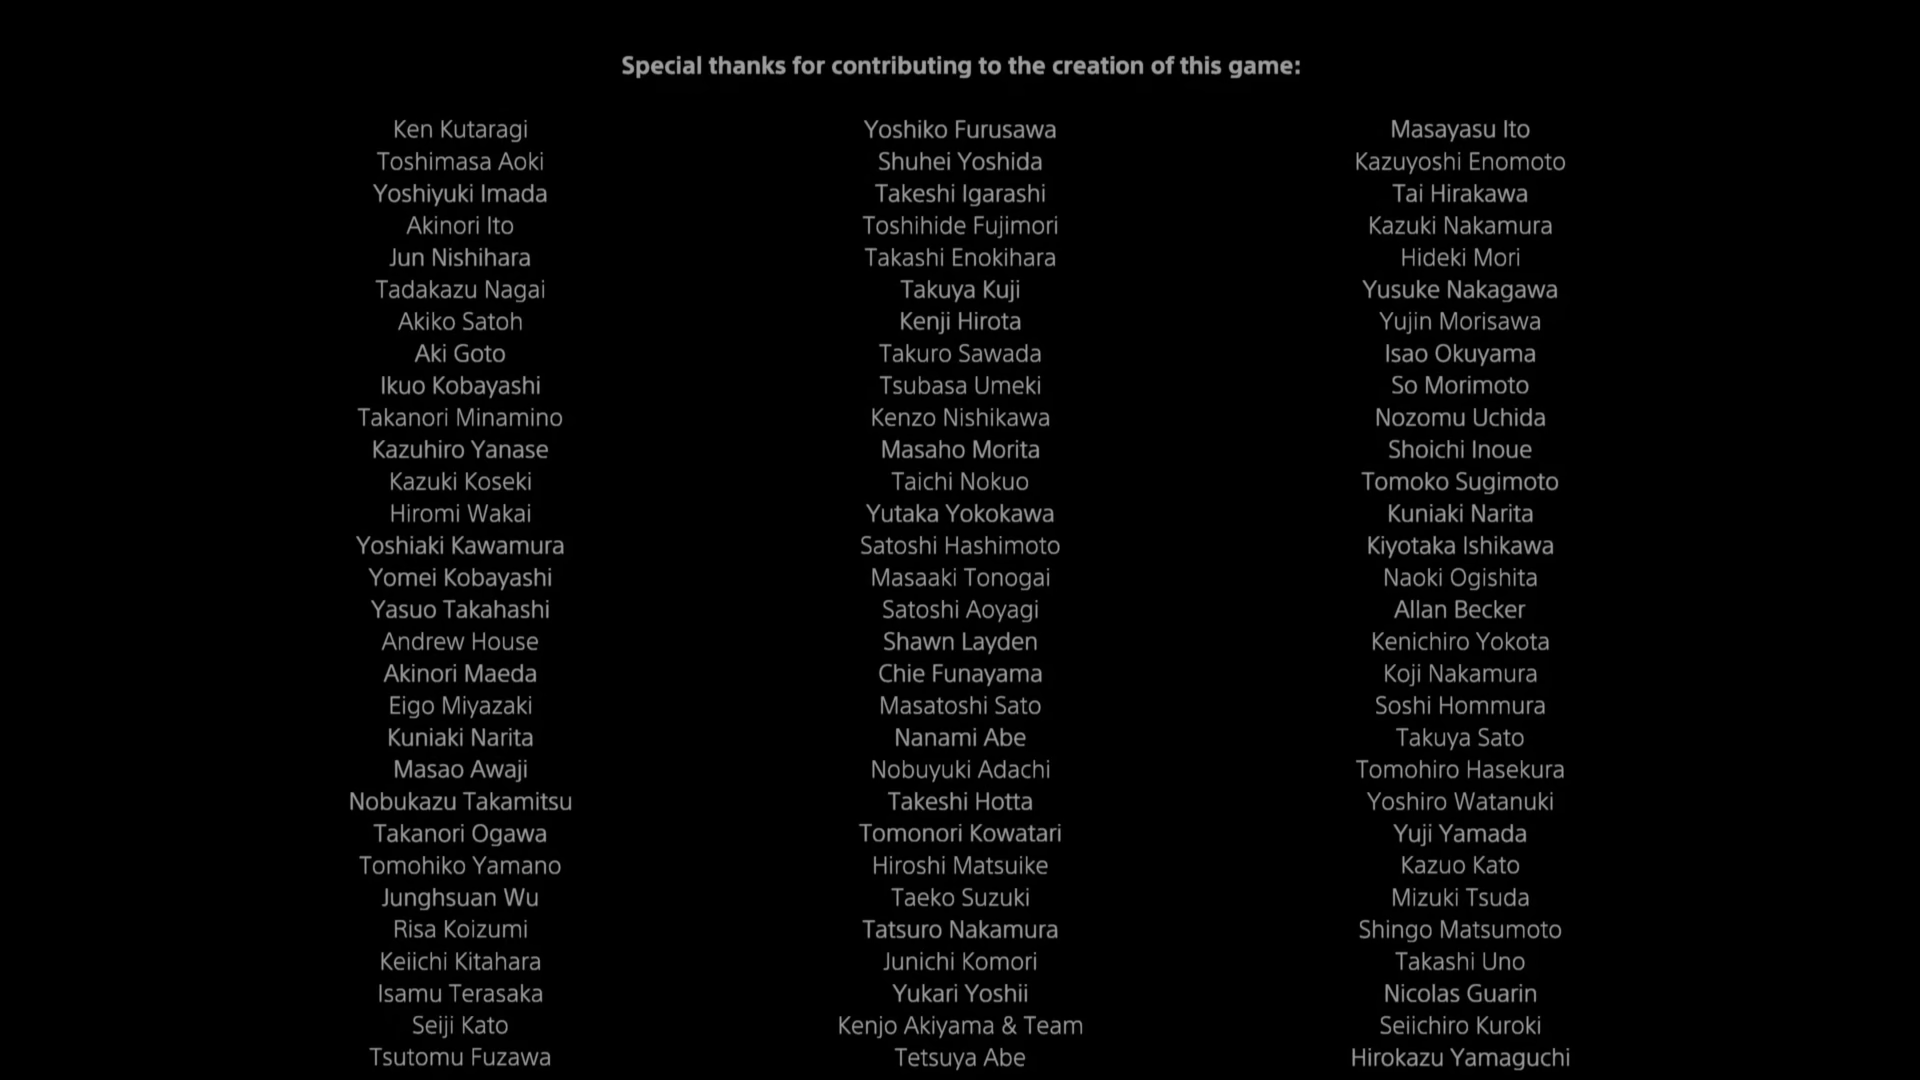 Special thanks for contributing to the creation of this game:
Ken Kutaragi
Yoshiko Furusawa
Masayasu Ito
Toshimasa Aoki
Shuhei Yoshida
Kazuyoshi Enomoto
Yoshiyuki Imada
Takeshi Igarashi
Tai Hirakawa
Akinori Ito
Toshihide Fujimori
Kazuki Nakamura
Jun Nishihara
Takashi Enokihara
Hideki Mori
Tadakazu Nagai
Takuya Kuji
Yusuke Nakagawa
Akiko Satoh
Kenji Hirota
Yujin Morisawa
Aki Goto
Takuro Sawada
Isao Okuyama
Ikuo Kobayashi
Tsubasa Umeki
So Morimoto
Takanori Minamino
Kenzo Nishikawa
Nozomu Uchida
Kazuhiro Yanase
Masaho Morita
Shoichi Inoue
Kazuki Koseki
Taichi Nokuo
Tomoko Sugimoto
Hiromi Wakai
Yutaka Yokokawa
Kuniaki Narita
Yoshiaki Kawamura
Satoshi Hashimoto
Kiyotaka Ishikawa
Yomei Kobayashi
Masaaki Tonogai
Naoki Ogishita
Yasuo Takahashi
Satoshi Aoyagi
Allan Becker
Andrew House
Shawn Layden
Kenichiro Yokota
Akinori Maeda
Chie Funayama
Koji Nakamura
Eigo Miyazaki
Masatoshi Sato
Soshi Hommura
Kuniaki Narita
Nanami Abe
Takuya Sato
Masao Awaji
Nobuyuki Adachi
Tomohiro Hasekura
Nobukazu Takamitsu
Takeshi Hotta
Yoshiro Watanuki
Takanori Ogawa
Tomonori Kowatari
Yuji Yamada
Tomohiko Yamano
Hiroshi Matsuike
Kazuo Kato
Junghsuan Wu
Taeko Suzuki
Mizuki Tsuda
Risa Koizumi
Tatsuro Nakamura
Shingo Matsumoto
Keiichi Kitahara
Junichi Komori
Takashi Uno
Isamu Terasaka
Yukari Yoshii
Nicolas Guarin
Seiji Kato
Kenjo Akiyama & Team
Seiichiro Kuroki
Tsutomu Fuzawa
Tetsuya Abe
Hirokazu Yamaguchi